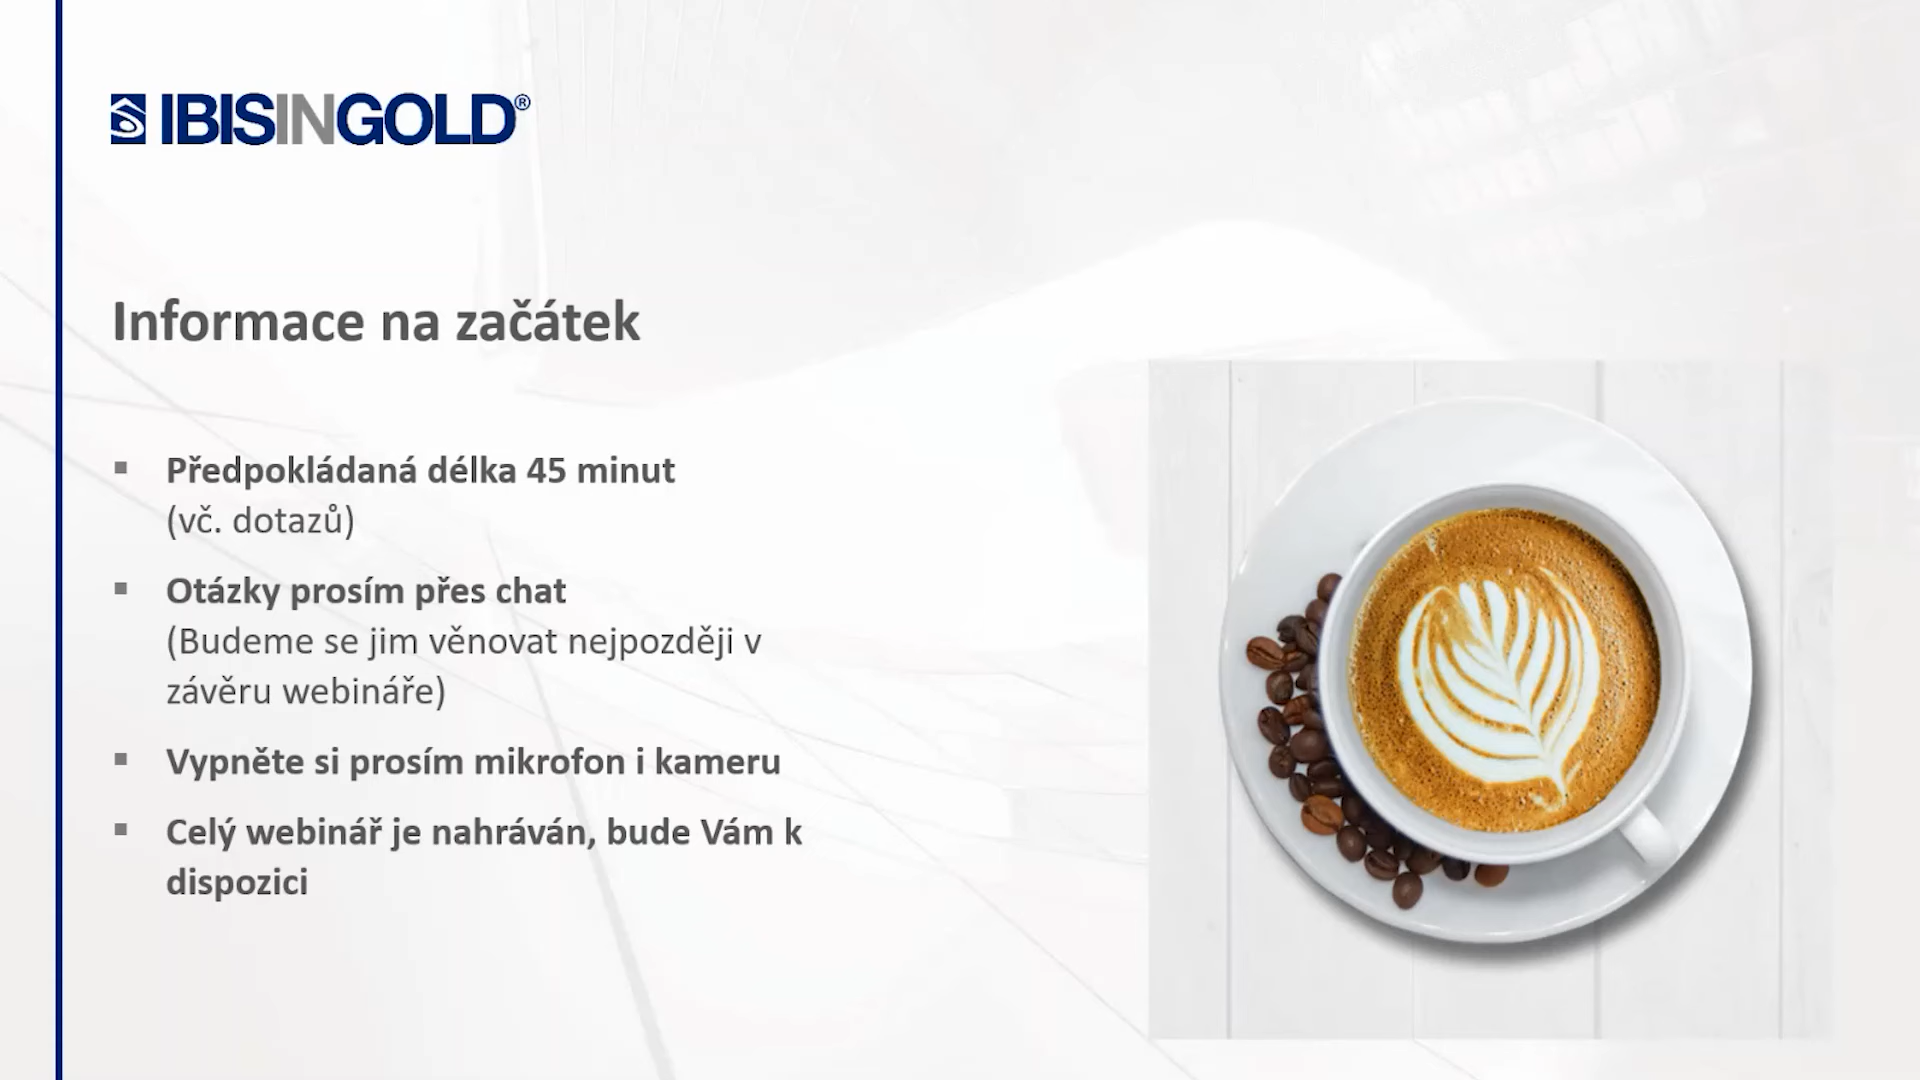 IBISINGOLD®
Informace na začátek
▪ Předpokládaná délka 45 minut
(vč. dotazů)
▪ Otázky prosím přes chat
(Budeme se jim věnovat nejpozději v
závěru webináře)
▪ Vypněte si prosím mikrofon i kameru
▪ Celý webinář je nahráván, bude Vám k
dispozici